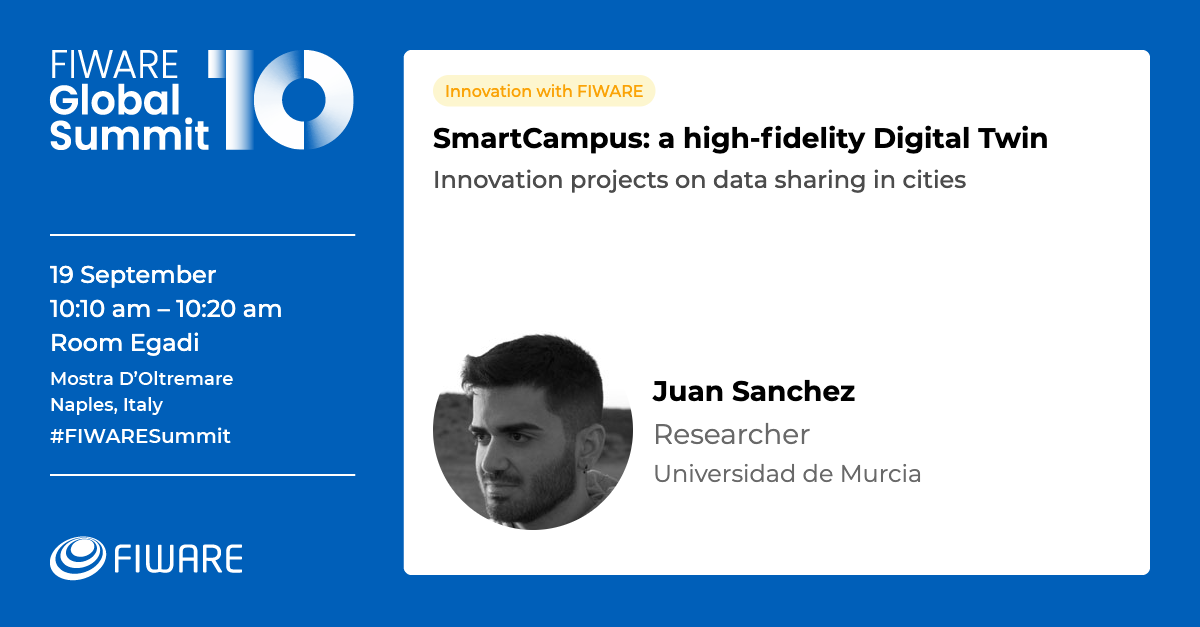 FIWARE
Global
Summit
10
19 September
10:10 am – 10:20 am
Room Egadi
Mostra D’Oltremare
Naples, Italy
#FIWARESummit
FIWARE
Innovation with FIWARE
SmartCampus: a high-fidelity Digital Twin
Innovation projects on data sharing in cities
Juan Sanchez
Researcher
Universidad de Murcia